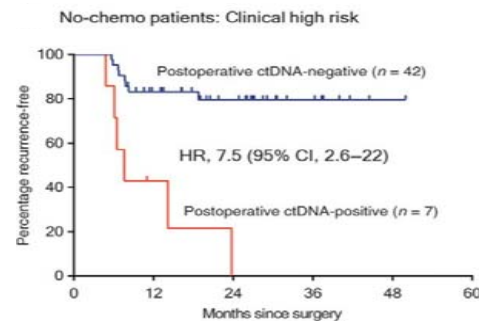 No-chemo patients: Clinical high risk
Percentage recurrence-free
100
80
60
40
20
0
Postoperative ctDNA-negative (n = 42)
HR, 7.5 (95% CI, 2.6–22)
Postoperative ctDNA-positive (n = 7)
0 12 24 36 48 60
Months since surgery